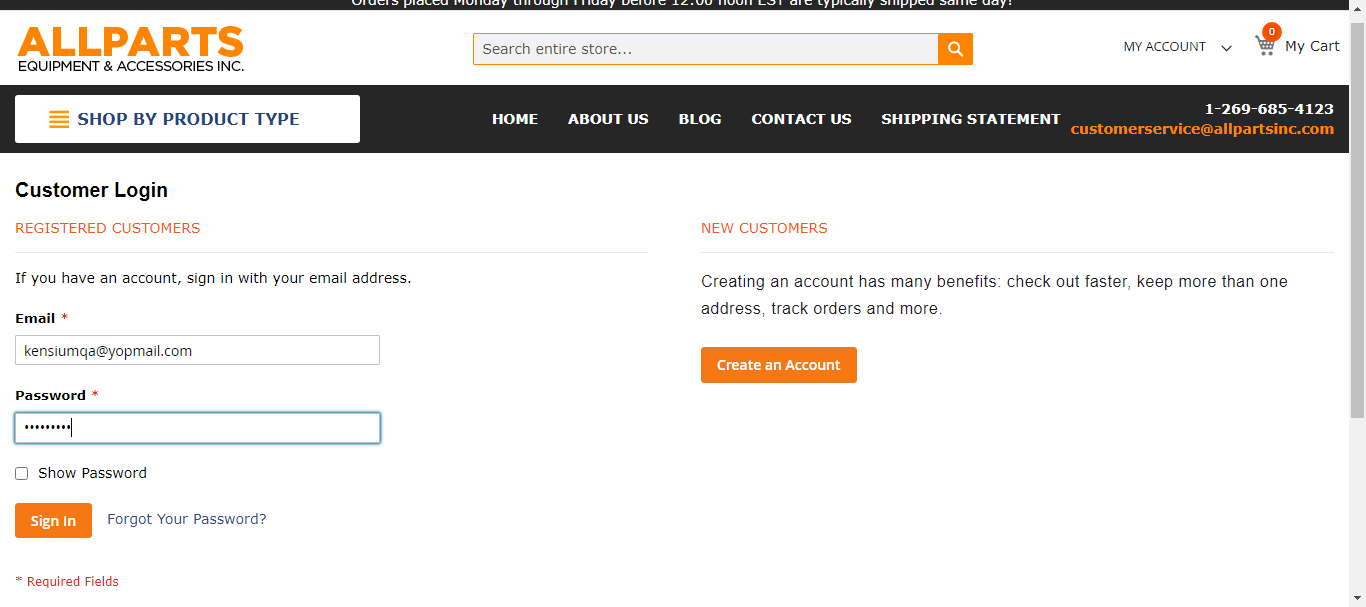 Orders placed Monday through Friday before 12:00 noon EST are typically shipped same day!
ALLPARTS
EQUIPMENT & ACCESSORIES INC.
Search entire store...
MY ACCOUNT
0
My Cart
SHOP BY PRODUCT TYPE
HOME ABOUT US BLOG CONTACT US SHIPPING STATEMENT
1-269-685-4123
customerservice@allpartsinc.com
Customer Login
REGISTERED CUSTOMERS
If you have an account, sign in with your email address.
Email *
kensiumqa@yopmail.com
Password *
•••••••••
Show Password
Sign In Forgot Your Password?
* Required Fields
NEW CUSTOMERS
Creating an account has many benefits: check out faster, keep more than one
address, track orders and more.
Create an Account